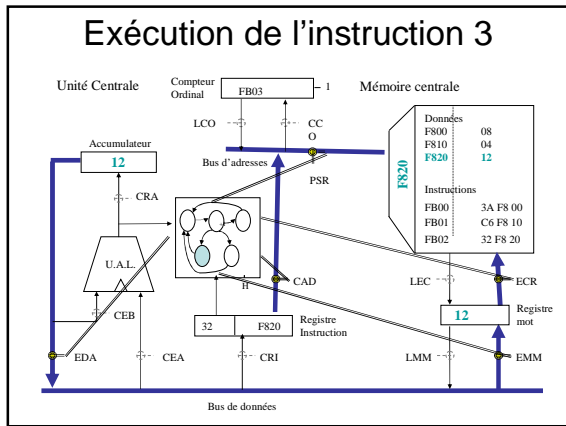 Exécution de l'instruction 3
Unité Centrale
Compteur
Ordinal
FB03
1
Mémoire centrale
LCO
CC
O
Bus d'adresses
PSR
Accumulateur
12
CRA
U.A.L.
CEB
EDA
CEA
CRI
H
CAD
32
F820
Registre
Instruction
F820
Données
F800 08
F810 04
F820 12
Instructions
FB00 3A F8 00
FB01 C6 F8 10
FB02 32 F8 20
LEC
ECR
12
Registre
mot
LMM
EMM
Bus de données